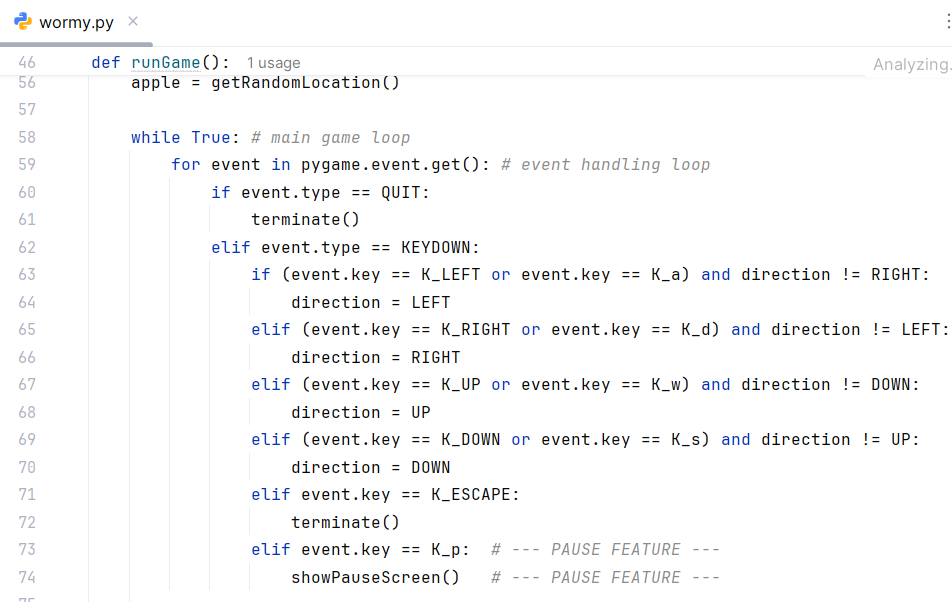 wormy.py
46 def runGame(): 1 usage
Analyzing.
56 apple = getRandomLocation()
57
58 while True: # main game loop
59 for event in pygame.event.get(): # event handling loop
60 if event.type == QUIT:
61 terminate()
62 elif event.type == KEYDOWN:
63 if (event.key == K_LEFT or event.key == K_a) and direction != RIGHT:
64 direction = LEFT
65 elif (event.key == K_RIGHT or event.key == K_d) and direction != LEFT:
66 direction = RIGHT
67 elif (event.key == K_UP or event.key == K_w) and direction != DOWN:
68 direction = UP
69 elif (event.key == K_DOWN or event.key == K_s) and direction != UP:
70 direction = DOWN
71 elif event.key == K_ESCAPE:
72 terminate()
73 elif event.key == K_p: # --- PAUSE FEATURE ---
74 showPauseScreen() # --- PAUSE FEATURE ---